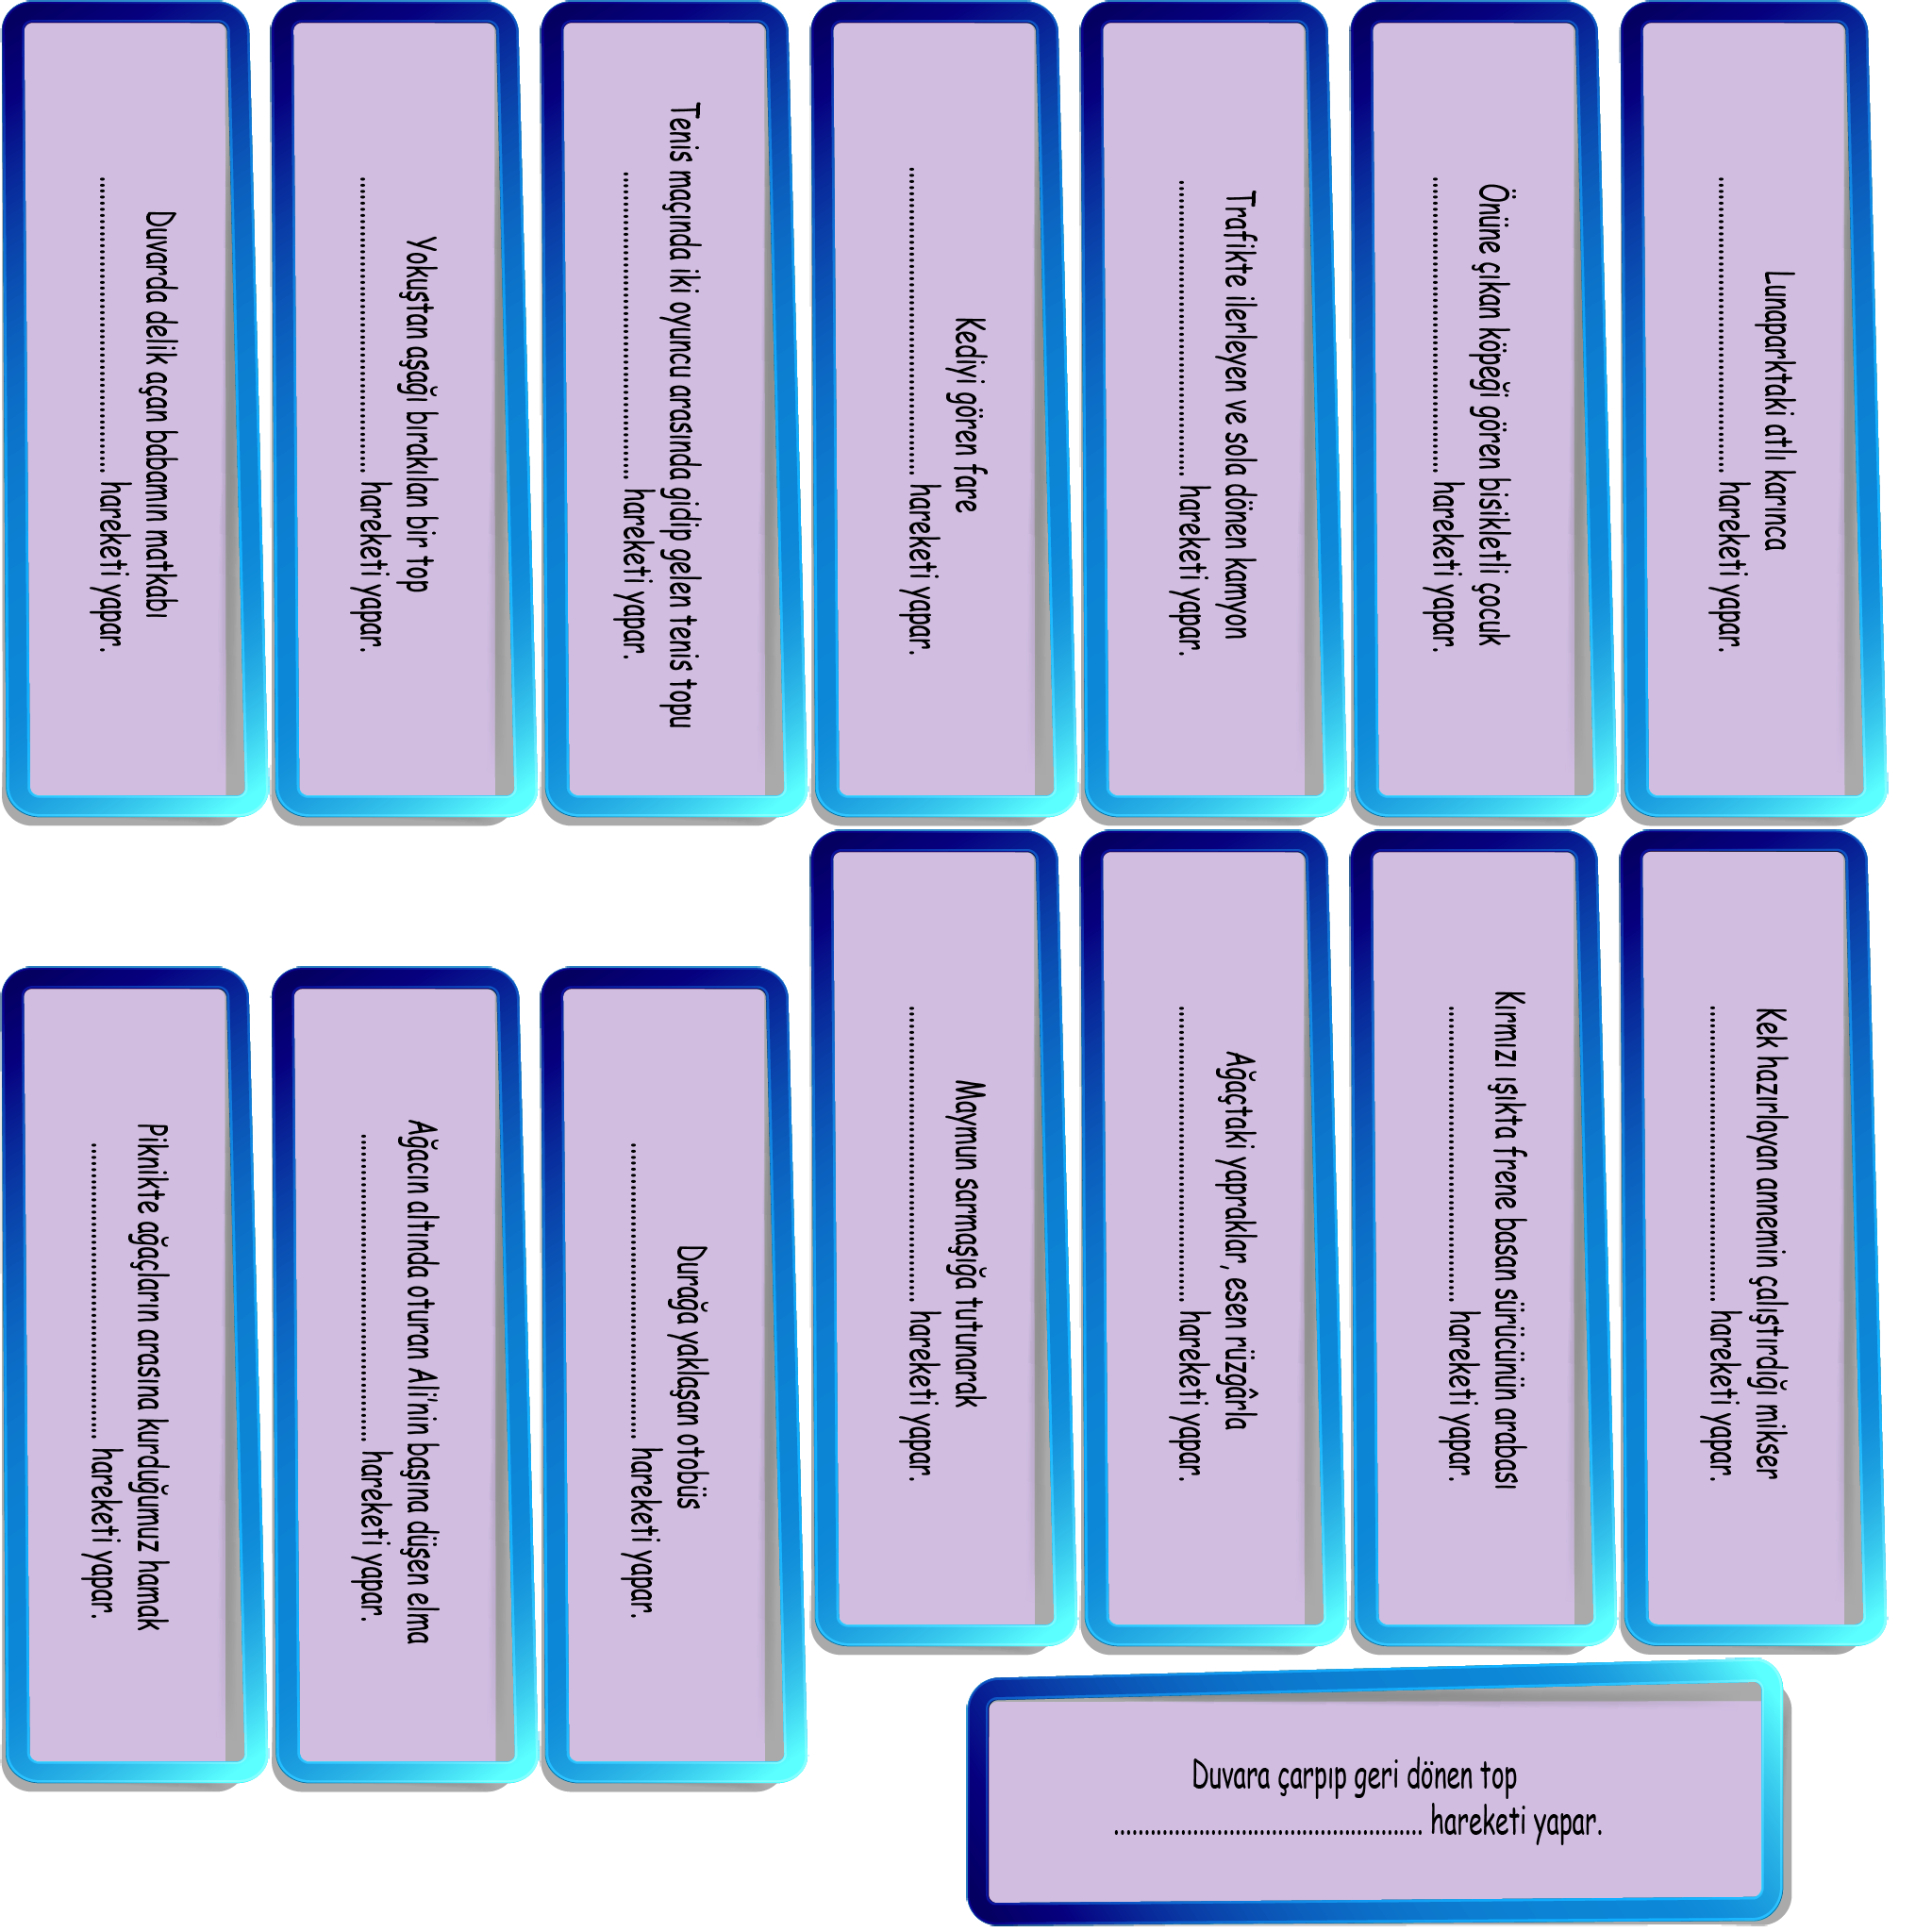 Duvarda delik açan babamın matkabı
................................................ hareketi yapar.
Yokuştan aşağı bırakılan bir top
................................................ hareketi yapar.
Tenis maçında iki oyuncu arasında gidip gelen tenis topu
.................................................. hareketi yapar.
Kediyi gören fare
.................................................. hareketi yapar.
Trafikte ilerleyen ve sola dönen kamyon
................................................ hareketi yapar.
Önüne çıkan köpeği gören bisikletli çocuk
................................................ hareketi yapar.
Lunaparktaki atlı karınca
................................................ hareketi yapar.
Piknikte ağaçların arasına kurduğumuz hamak
................................................ hareketi yapar.
Ağacın altında oturan Ali'nin başına düşen elma
.................................................. hareketi yapar.
Durağa yaklaşan otobüs
................................................ hareketi yapar.
Maymun sarmaşığa tutunarak
................................................ hareketi yapar.
Ağaçtaki yapraklar, esen rüzgârla
................................................ hareketi yapar.
Kırmızı ışıkta frene basan sürücünün arabası
................................................ hareketi yapar.
Kek hazırlayan annemin çalıştırdığı mikser
................................................ hareketi yapar.
Duvara çarpıp geri dönen top
.................................................. hareketi yapar.